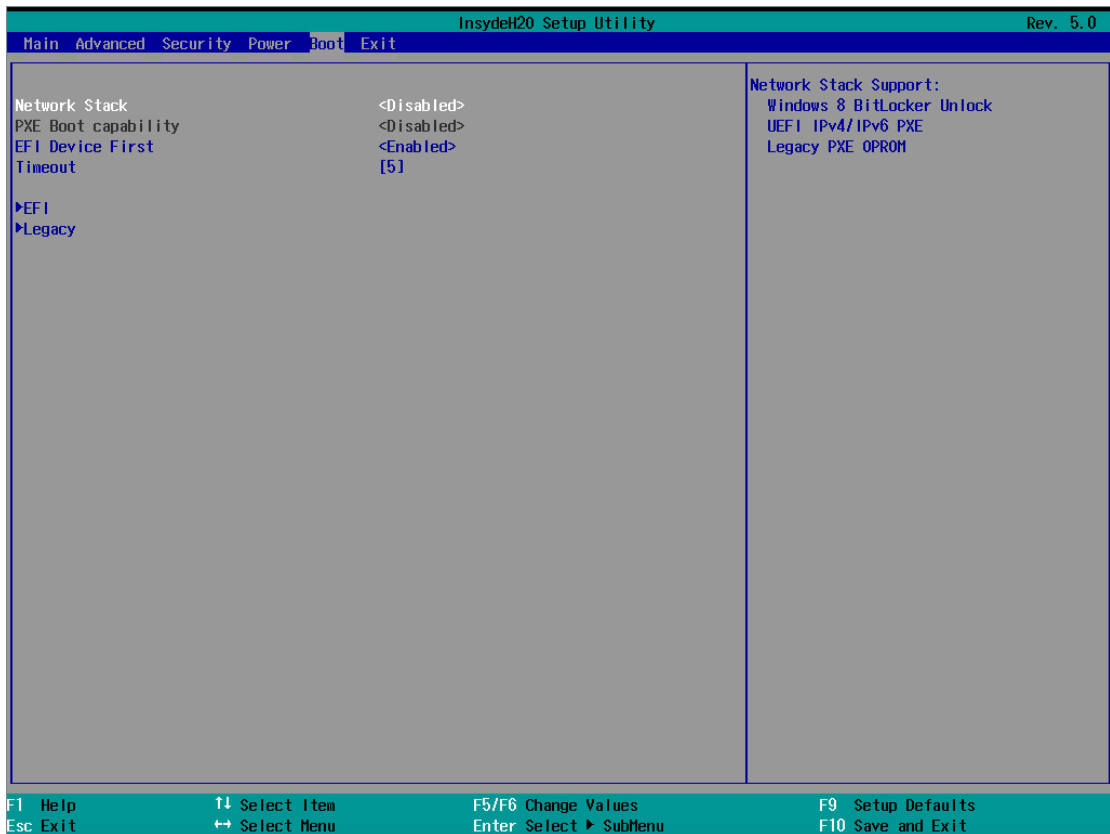 InsydeH20 Setup Utility Rev. 5.0
Main Advanced Security Power Boot Exit
Network Stack <Disabled>
PXE Boot capability <Disabled>
EFI Device First <Enabled>
Timeout [5]
▶EFI
▶Legacy
Network Stack Support:
Windows 8 BitLocker Unlock
UEFI IPv4/IPv6 PXE
Legacy PXE OPROM
F1 Help ↑↓ Select Item F5/F6 Change Values F9 Setup Defaults
Esc Exit ↔ Select Menu Enter Select ▶ SubMenu F10 Save and Exit